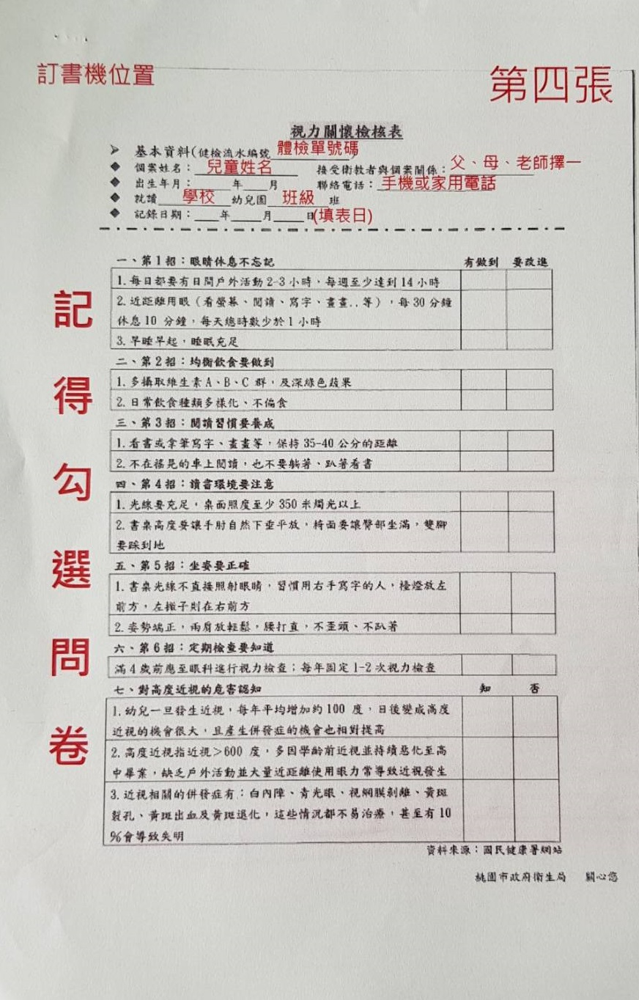 訂書機位置
第四張
視力關懷檢核表
➤ 基本資料(健檢流水編號 體檢單號碼)
◆ 個案姓名：兒童姓名 接受衛教者與個案關係：父、母、老師擇一
◆ 出生年月：____年___月 聯絡電話：手機或家用電話
◆ 就讀 學校 幼兒園 班級 班
◆ 記錄日期：___年____月____日(填表日)
記得勾選問卷
一、第1招：眼睛休息不忘記 有做到 要改進
1.每日都要有日間戶外活動2-3小時，每週至少達到14小時
2.近距離用眼（看螢幕、閱讀、寫字、畫畫..等），每30分鐘
休息10 分鐘，每天總時數少於1小時
3.早睡早起，睡眠充足
二、第2招：均衡飲食要做到
1.多攝取維生素A、B、C 群，及深綠色蔬果
2.日常飲食種類多樣化、不偏食
三、第3招：閱讀習慣要養成
1.看書或拿筆寫字、畫畫等，保持35-40公分的距離
2.不在搖晃的車上閱讀，也不要躺著、趴著看書
四、第4招：讀書環境要注意
1.光線要充足，桌面照度至少350米燭光以上
2.書桌高度要讓手肘自然下垂平放，椅面要讓臀部坐滿，雙腳
要踩到地
五、第5招：坐姿要正確
1.書桌光線不直接照射眼睛，習慣用右手寫字的人，檯燈放左
前方，左撇子則在右前方
2.姿勢端正，兩肩放輕鬆，腰打直，不歪頭、不趴著
六、第6招：定期檢查要知道
滿4歲前應至眼科進行視力檢查；每年固定1-2次視力檢查
七、對高度近視的危害認知 知 否
1.幼兒一旦發生近視，每年平均增加約100 度，日後變成高度
近視的機會很大，且產生併發症的機會也相對提高
2.高度近視指近視＞600 度，多因學齡前近視並持續惡化至高
中畢業，缺乏戶外活動並大量近距離使用眼力常導致近視發生
3.近視相關的併發症有：白內障、青光眼、視網膜剝離、黃斑
裂孔、黃斑出血及黃斑退化，這些情況都不易治療，甚至有10
%會導致失明
資料來源：國民健康署網站
桃園市政府衛生局 關心您